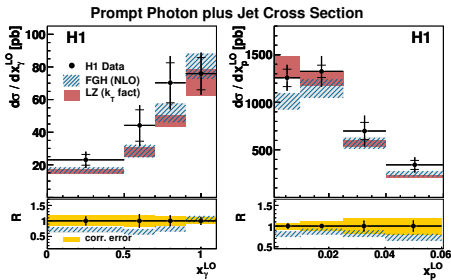 Prompt Photon plus Jet Cross Section
dσ / dx_γ^LO [pb]
100
80
60
40
20
H1
H1 Data
FGH (NLO)
LZ (k_T fact)
dσ / dx_p^LO [pb]
1500
1000
500
H1
R
1.5
1
0.5
corr. error
0
0.5
1
x_γ^LO
R
1.5
1
0.5
0.02
0.04
0.06
x_p^LO